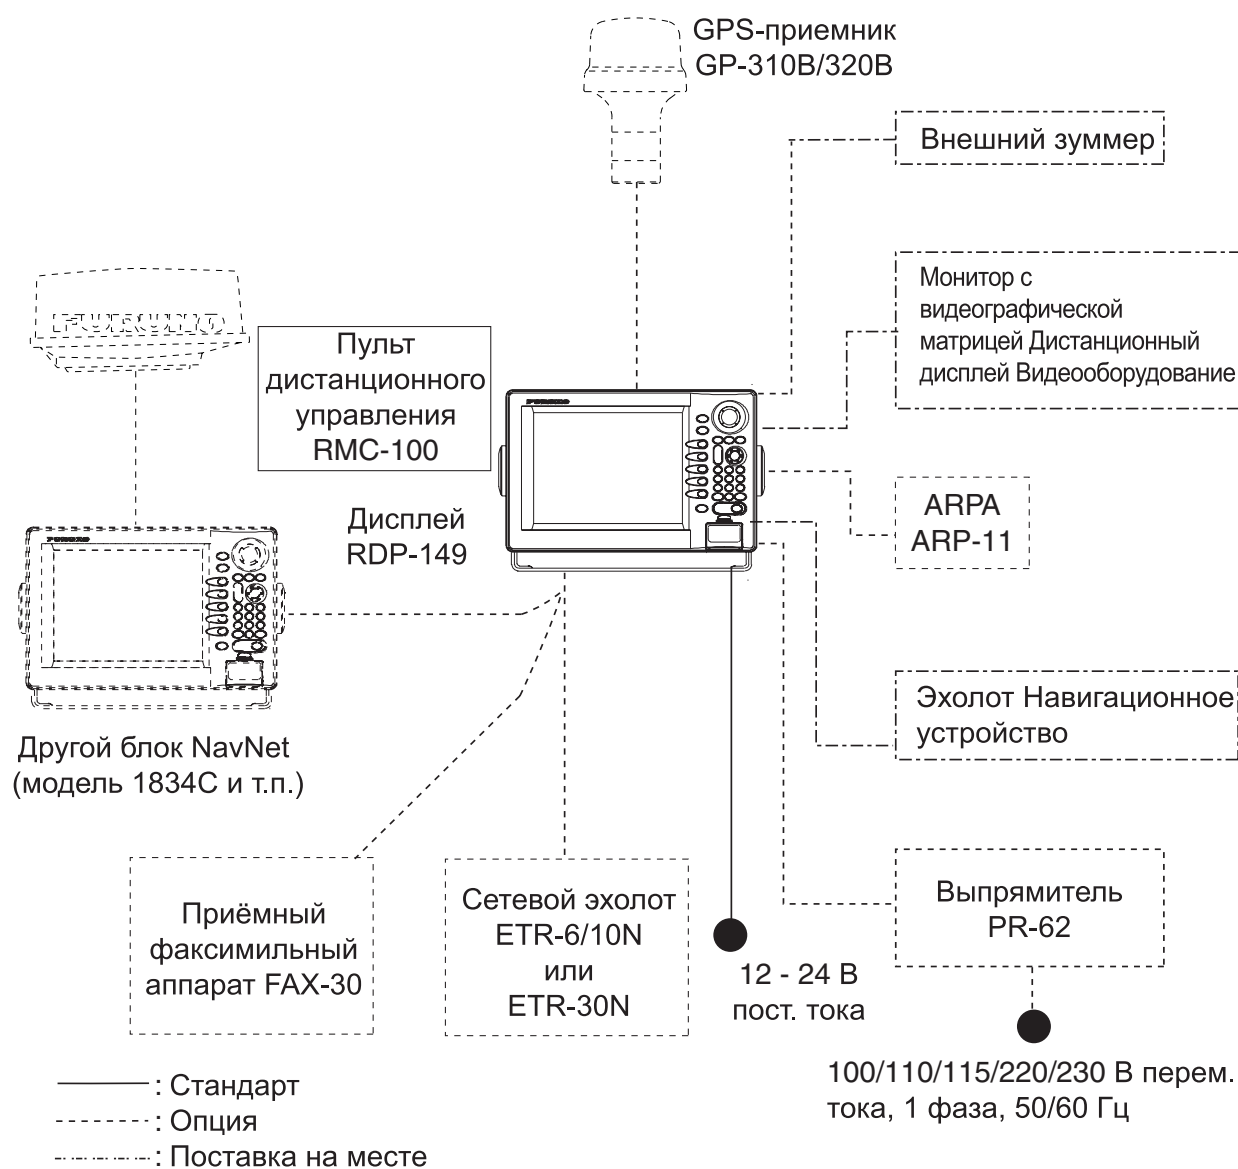 GPS-приемник
GP-310B/320B
Внешний зуммер
Монитор с
видеографической
матрицей Дистанционный
дисплей Видеооборудование
FURUNO
Пульт
дистанционного
управления
RMC-100
FURUNO
ARPA
ARP-11
Дисплей
RDP-149
FURUNO
Эхолот Навигационное
устройство
Другой блок NavNet
(модель 1834C и т.п.)
Приёмный
факсимильный
аппарат FAX-30
Сетевой эхолот
ETR-6/10N
или
ETR-30N
12 - 24 В
пост. тока
Выпрямитель
PR-62
100/110/115/220/230 В перем.
тока, 1 фаза, 50/60 Гц
: Стандарт
: Опция
: Поставка на месте